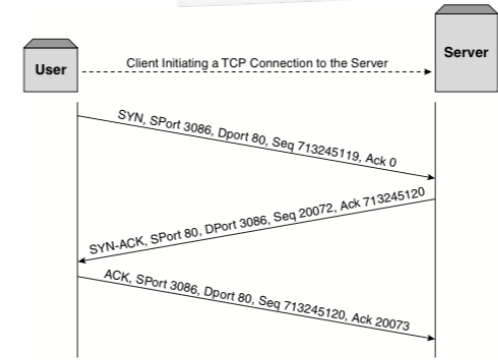 User
Client Initiating a TCP Connection to the Server
Server
SYN, SPort 3086, Dport 80, Seq 713245119, Ack 0
SYN-ACK, SPort 80, DPort 3086, Seq 20072, Ack 713245120
ACK, SPort 3086, Dport 80, Seq 713245120, Ack 20073